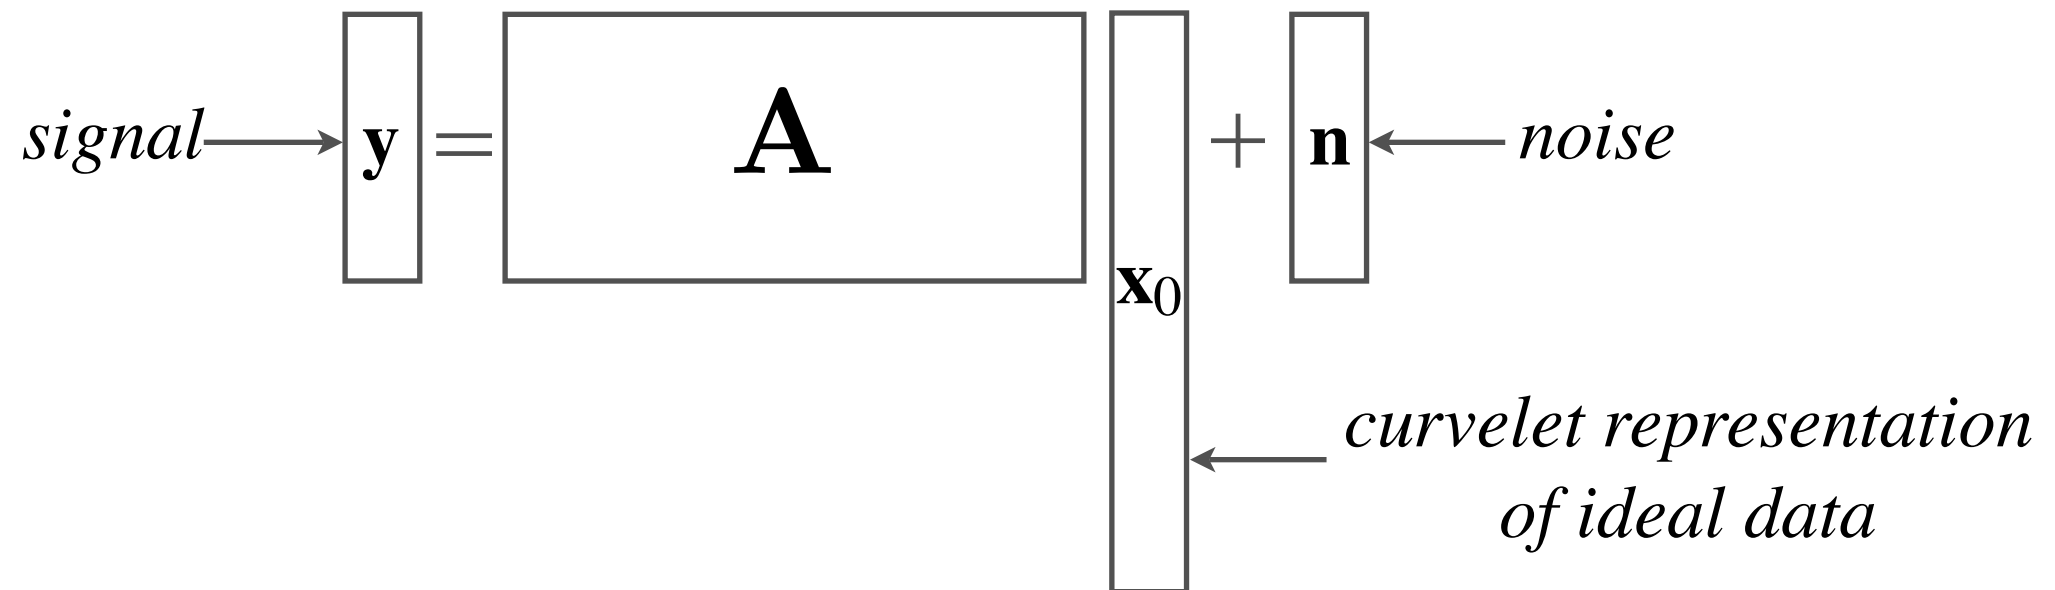 signal y = A x₀ + n noise
curvelet representation
of ideal data